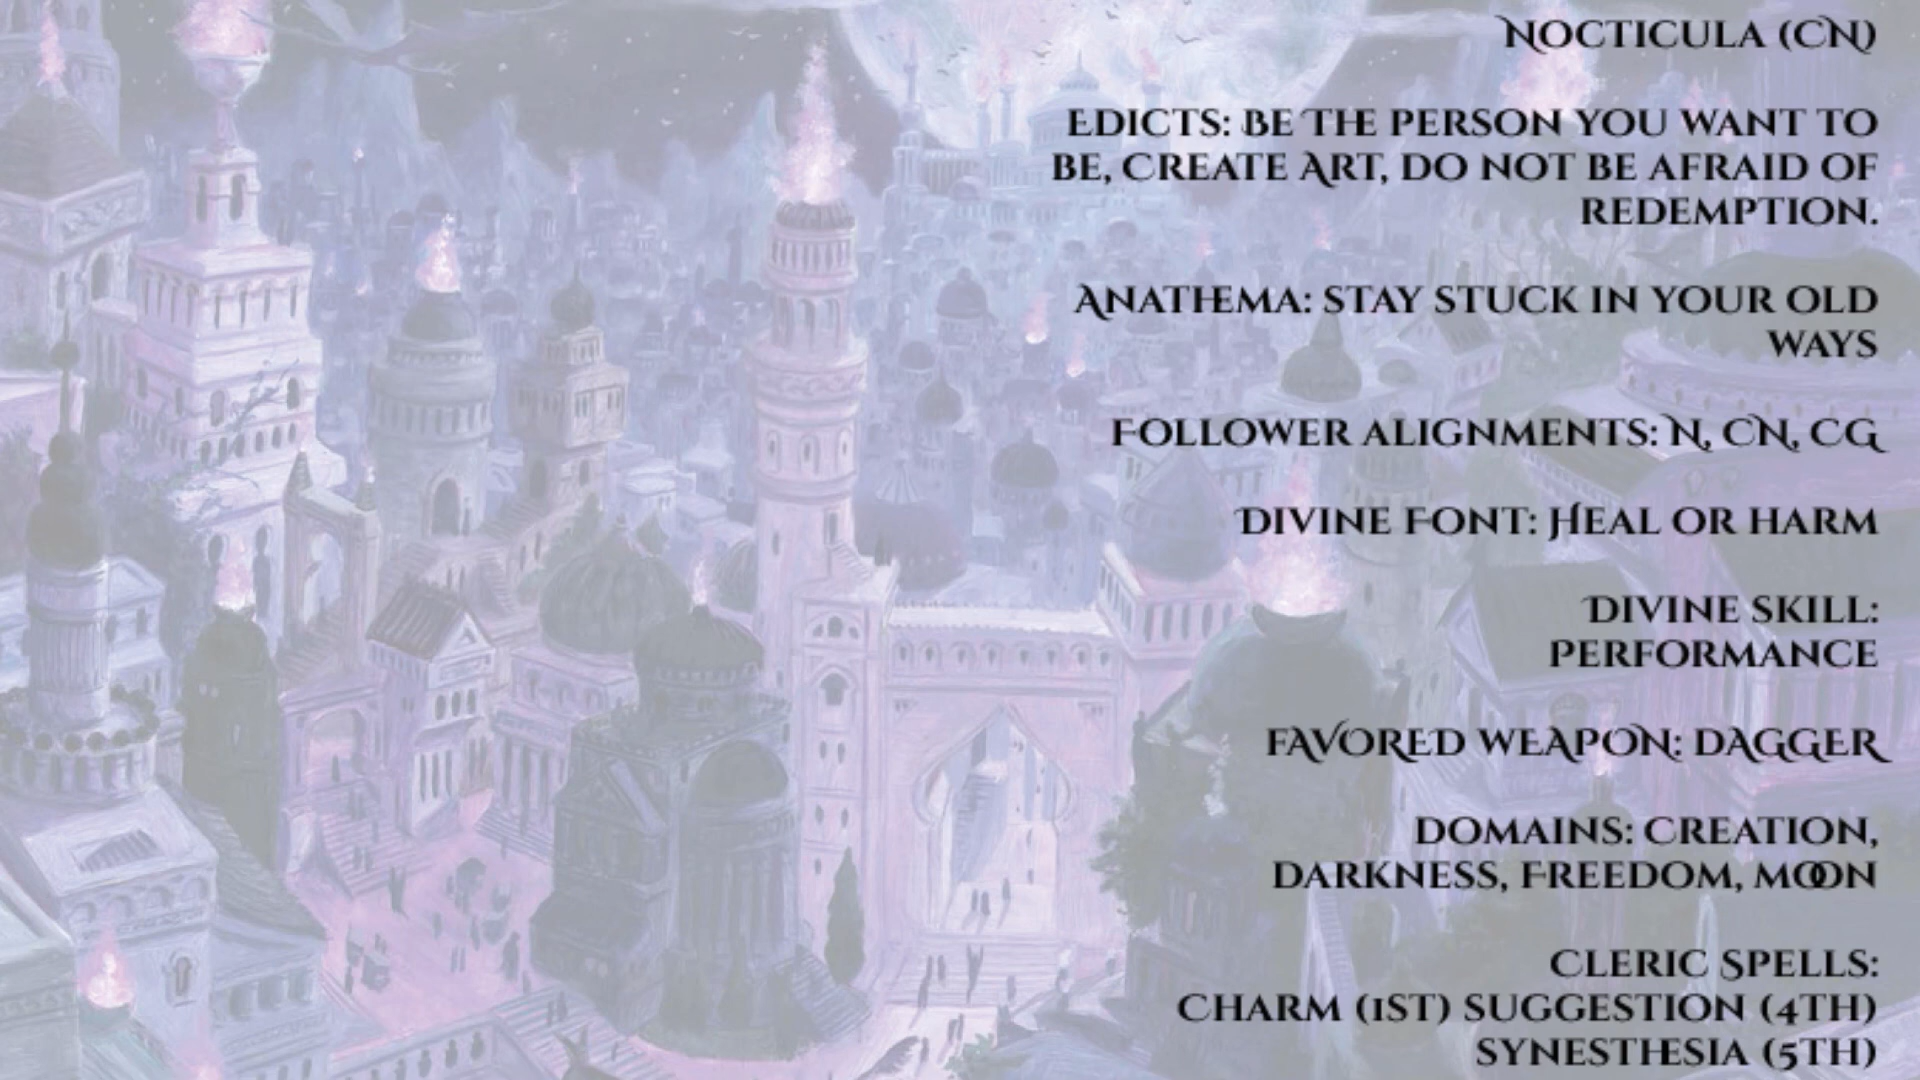 Nocticula (CN)
Edicts: Be the person you want to
be, Create Art, do not be afraid of
redemption.
Anathema: stay stuck in your old
ways
Follower alignments: N, CN, CG
Divine Font: Heal or harm
Divine skill:
Performance
Favored weapon: dagger
Domains: Creation,
Darkness, Freedom, Moon
Cleric Spells:
Charm (1st) suggestion (4th)
synesthesia (5th)